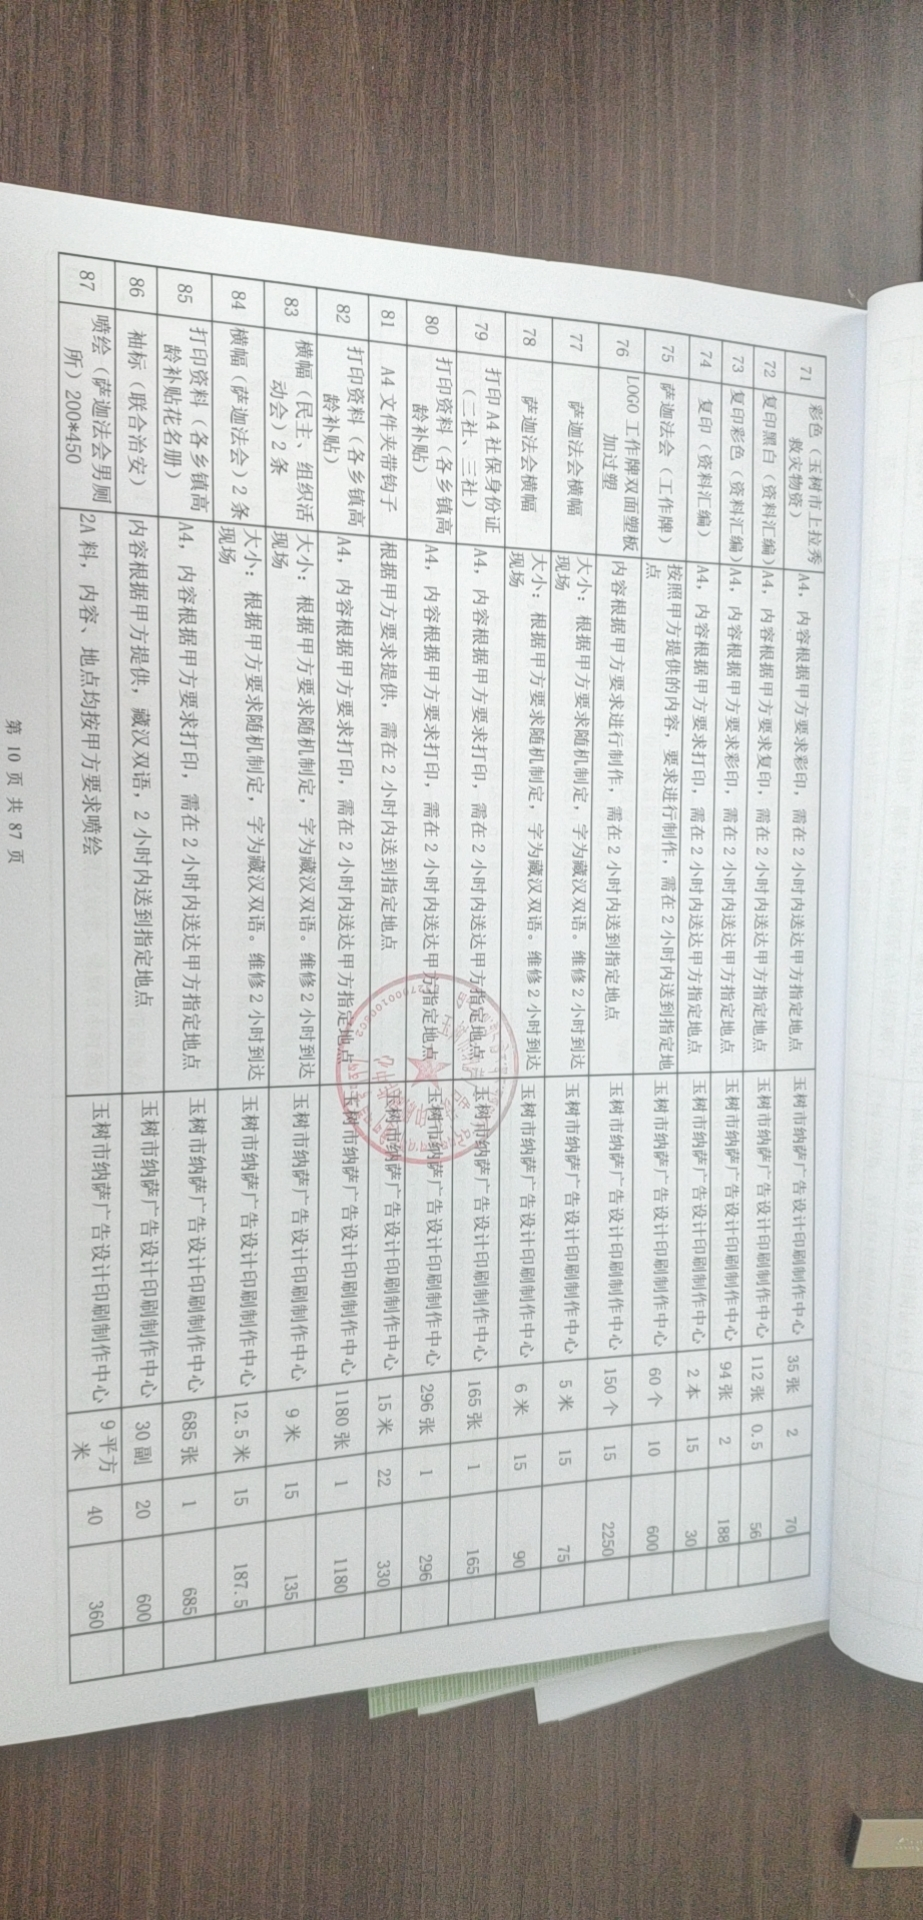 71 彩色（玉树市上拉秀 A4，内容根据甲方要求彩印，需在2小时内送达甲方指定地点 玉树市纳萨广告设计印刷制作中心 35张 2 70
救灾物资）
72 复印黑白（资料汇编） A4，内容根据甲方要求复印，需在2小时内送达甲方指定地点 玉树市纳萨广告设计印刷制作中心 112张 0.5 56
73 复印彩色（资料汇编） A4，内容根据甲方要求彩印，需在2小时内送达甲方指定地点 玉树市纳萨广告设计印刷制作中心 94张 2 188
74 复印（资料汇编） A4，内容根据甲方要求打印，需在2小时内送达甲方指定地点 玉树市纳萨广告设计印刷制作中心 2本 15 30
75 萨迦法会（工作牌） 按照甲方提供的内容，要求进行制作，需在2小时内送到指定地 玉树市纳萨广告设计印刷制作中心 60个 10 600
点
76 LOGO工作牌双面塑板 内容根据甲方要求进行制作，需在2小时内送到指定地点 玉树市纳萨广告设计印刷制作中心 150个 15 2250
加过塑
77 萨迦法会横幅 大小：根据甲方要求随机制定，字为藏汉双语。维修2小时到达 玉树市纳萨广告设计印刷制作中心 5米 15 75
现场
78 萨迦法会横幅 大小：根据甲方要求随机制定，字为藏汉双语。维修2小时到达 玉树市纳萨广告设计印刷制作中心 6米 15 90
现场
79 打印A4社保身份证 A4，内容根据甲方要求打印，需在2小时内送达甲方指定地点 玉树市纳萨广告设计印刷制作中心 165张 1 165
（二社、三社）
80 打印资料（各乡镇高 A4，内容根据甲方要求打印，需在2小时内送达甲方指定地点 玉树市纳萨广告设计印刷制作中心 296张 1 296
龄补贴）
81 A4文件夹带钩子 根据甲方要求提供，需在2小时内送到指定地点 玉树市纳萨广告设计印刷制作中心 15米 22 330
82 打印资料（各乡镇高 A4，内容根据甲方要求打印，需在2小时内送达甲方指定地点 玉树市纳萨广告设计印刷制作中心 1180张 1 1180
龄补贴）
83 横幅（民主、组织活 大小：根据甲方要求随机制定，字为藏汉双语。维修2小时到达 玉树市纳萨广告设计印刷制作中心 9米 15 135
动会）2条 现场
84 横幅（萨迦法会）2条 大小：根据甲方要求随机制定，字为藏汉双语。维修2小时到达 玉树市纳萨广告设计印刷制作中心 12.5米 15 187.5
现场
85 打印资料（各乡镇高 A4，内容根据甲方要求打印，需在2小时内送达甲方指定地点 玉树市纳萨广告设计印刷制作中心 685张 1 685
龄补贴花名册）
86 袖标（联合治安） 内容根据甲方提供，藏汉双语，2小时内送到指定地点 玉树市纳萨广告设计印刷制作中心 30副 20 600
87 喷绘（萨迦法会男厕 2A料，内容、地点均按甲方要求喷绘 玉树市纳萨广告设计印刷制作中心 9平方 40 360
所）200*450 米
第 10 页 共 87 页